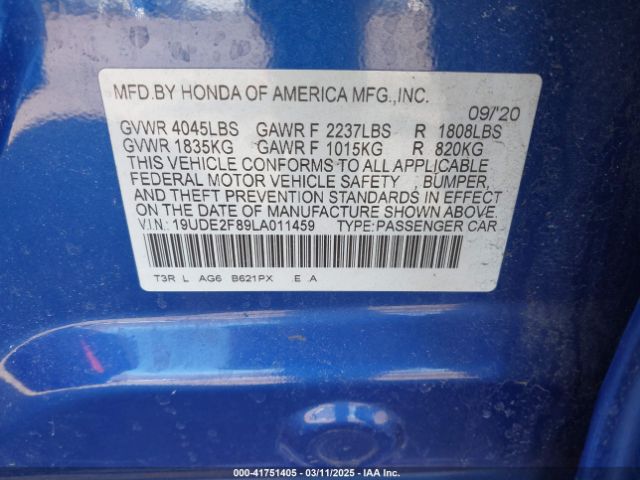 MFD.BY HONDA OF AMERICA MFG.,INC.
09/'20
GVWR 4045LBS GAWR F 2237LBS R 1808LBS
GVWR 1835KG GAWR F 1015KG R 820KG
THIS VEHICLE CONFORMS TO ALL APPLICABLE
FEDERAL MOTOR VEHICLE SAFETY , BUMPER,
AND THEFT PREVENTION STANDARDS IN EFFECT
ON THE DATE OF MANUFACTURE SHOWN ABOVE.
V.I.N.: 19UDE2F89LA011459 TYPE:PASSENGER CAR
T3R L AG6 B621PX E A
000-41751405 - 03/11/2025 - IAA Inc.